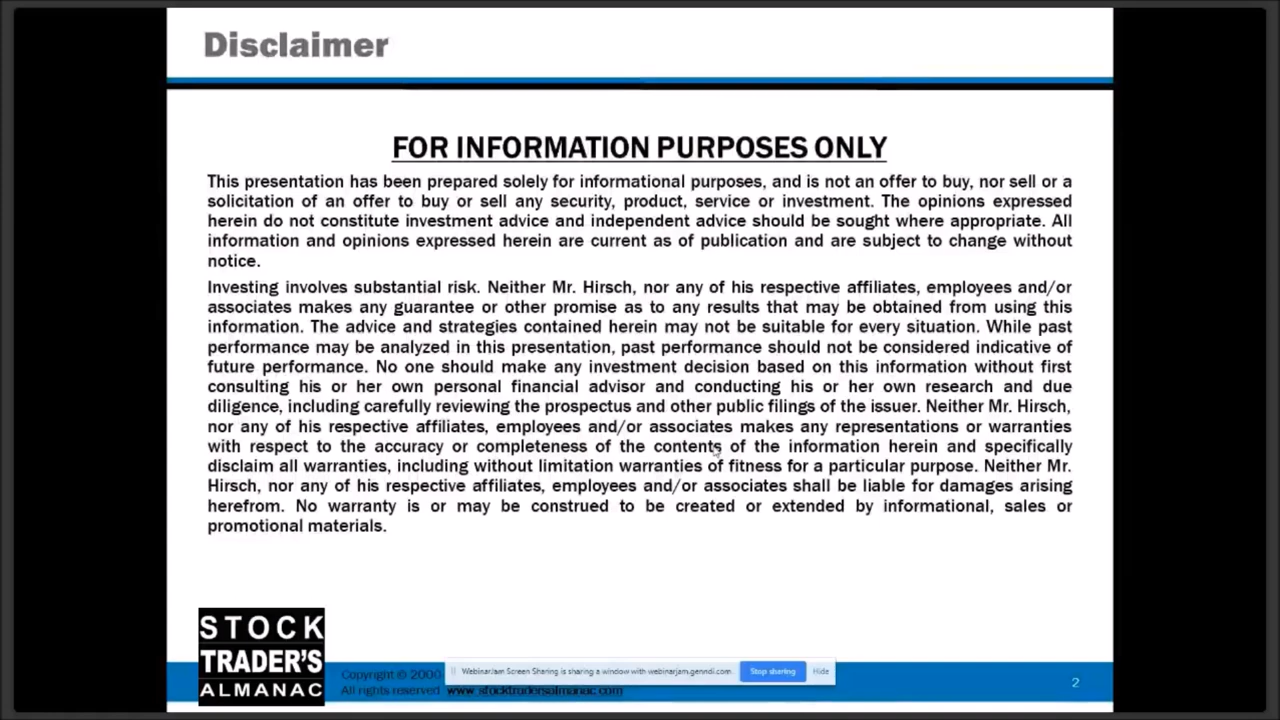 Disclaimer
FOR INFORMATION PURPOSES ONLY
This presentation has been prepared solely for informational purposes, and is not an offer to buy, nor sell or a
solicitation of an offer to buy or sell any security, product, service or investment. The opinions expressed
herein do not constitute investment advice and independent advice should be sought where appropriate. All
information and opinions expressed herein are current as of publication and are subject to change without
notice.
Investing involves substantial risk. Neither Mr. Hirsch, nor any of his respective affiliates, employees and/or
associates makes any guarantee or other promise as to any results that may be obtained from using this
information. The advice and strategies contained herein may not be suitable for every situation. While past
performance may be analyzed in this presentation, past performance should not be considered indicative of
future performance. No one should make any investment decision based on this information without first
consulting his or her own personal financial advisor and conducting his or her own research and due
diligence, including carefully reviewing the prospectus and other public filings of the issuer. Neither Mr. Hirsch,
nor any of his respective affiliates, employees and/or associates makes any representations or warranties
with respect to the accuracy or completeness of the contents of the information herein and specifically
disclaim all warranties, including without limitation warranties of fitness for a particular purpose. Neither Mr.
Hirsch, nor any of his respective affiliates, employees and/or associates shall be liable for damages arising
herefrom. No warranty is or may be construed to be created or extended by informational, sales or
promotional materials.
STOCK
TRADER'S
ALMANAC
Copyright © 2000
All rights reserved www.stocktradersalmanac.com
WebinarJam Screen Sharing is sharing a window with webinarjam.genndi.com.
Stop sharing
Hide
2